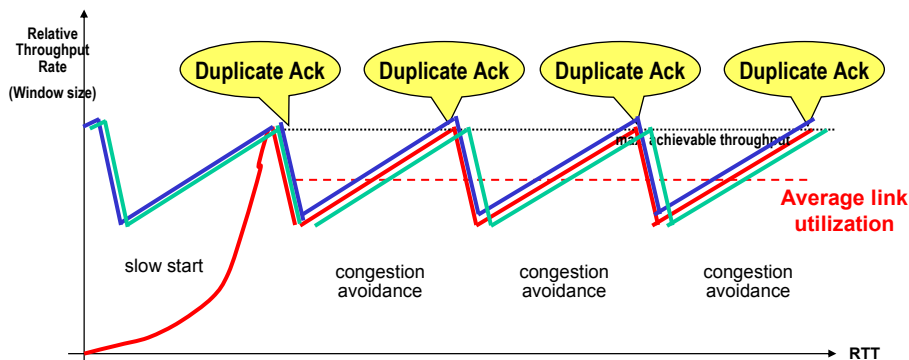 Relative
Throughput
Rate
(Window size)
Duplicate Ack
Duplicate Ack
Duplicate Ack
Duplicate Ack
max achievable throughput
Average link
utilization
slow start
congestion
avoidance
congestion
avoidance
congestion
avoidance
RTT